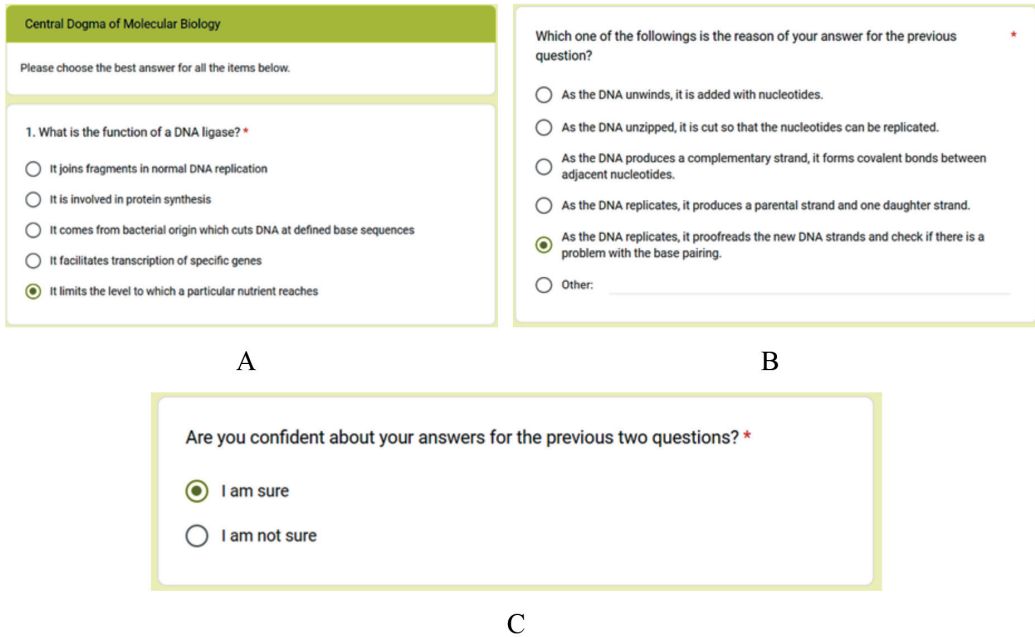 Central Dogma of Molecular Biology
Please choose the best answer for all the items below.
1. What is the function of a DNA ligase? *
It joins fragments in normal DNA replication
It is involved in protein synthesis
It comes from bacterial origin which cuts DNA at defined base sequences
It facilitates transcription of specific genes
It limits the level to which a particular nutrient reaches
A
Which one of the followings is the reason of your answer for the previous *
question?
As the DNA unwinds, it is added with nucleotides.
As the DNA unzipped, it is cut so that the nucleotides can be replicated.
As the DNA produces a complementary strand, it forms covalent bonds between
adjacent nucleotides.
As the DNA replicates, it produces a parental strand and one daughter strand.
As the DNA replicates, it proofreads the new DNA strands and check if there is a
problem with the base pairing.
Other:
B
Are you confident about your answers for the previous two questions? *
I am sure
I am not sure
C